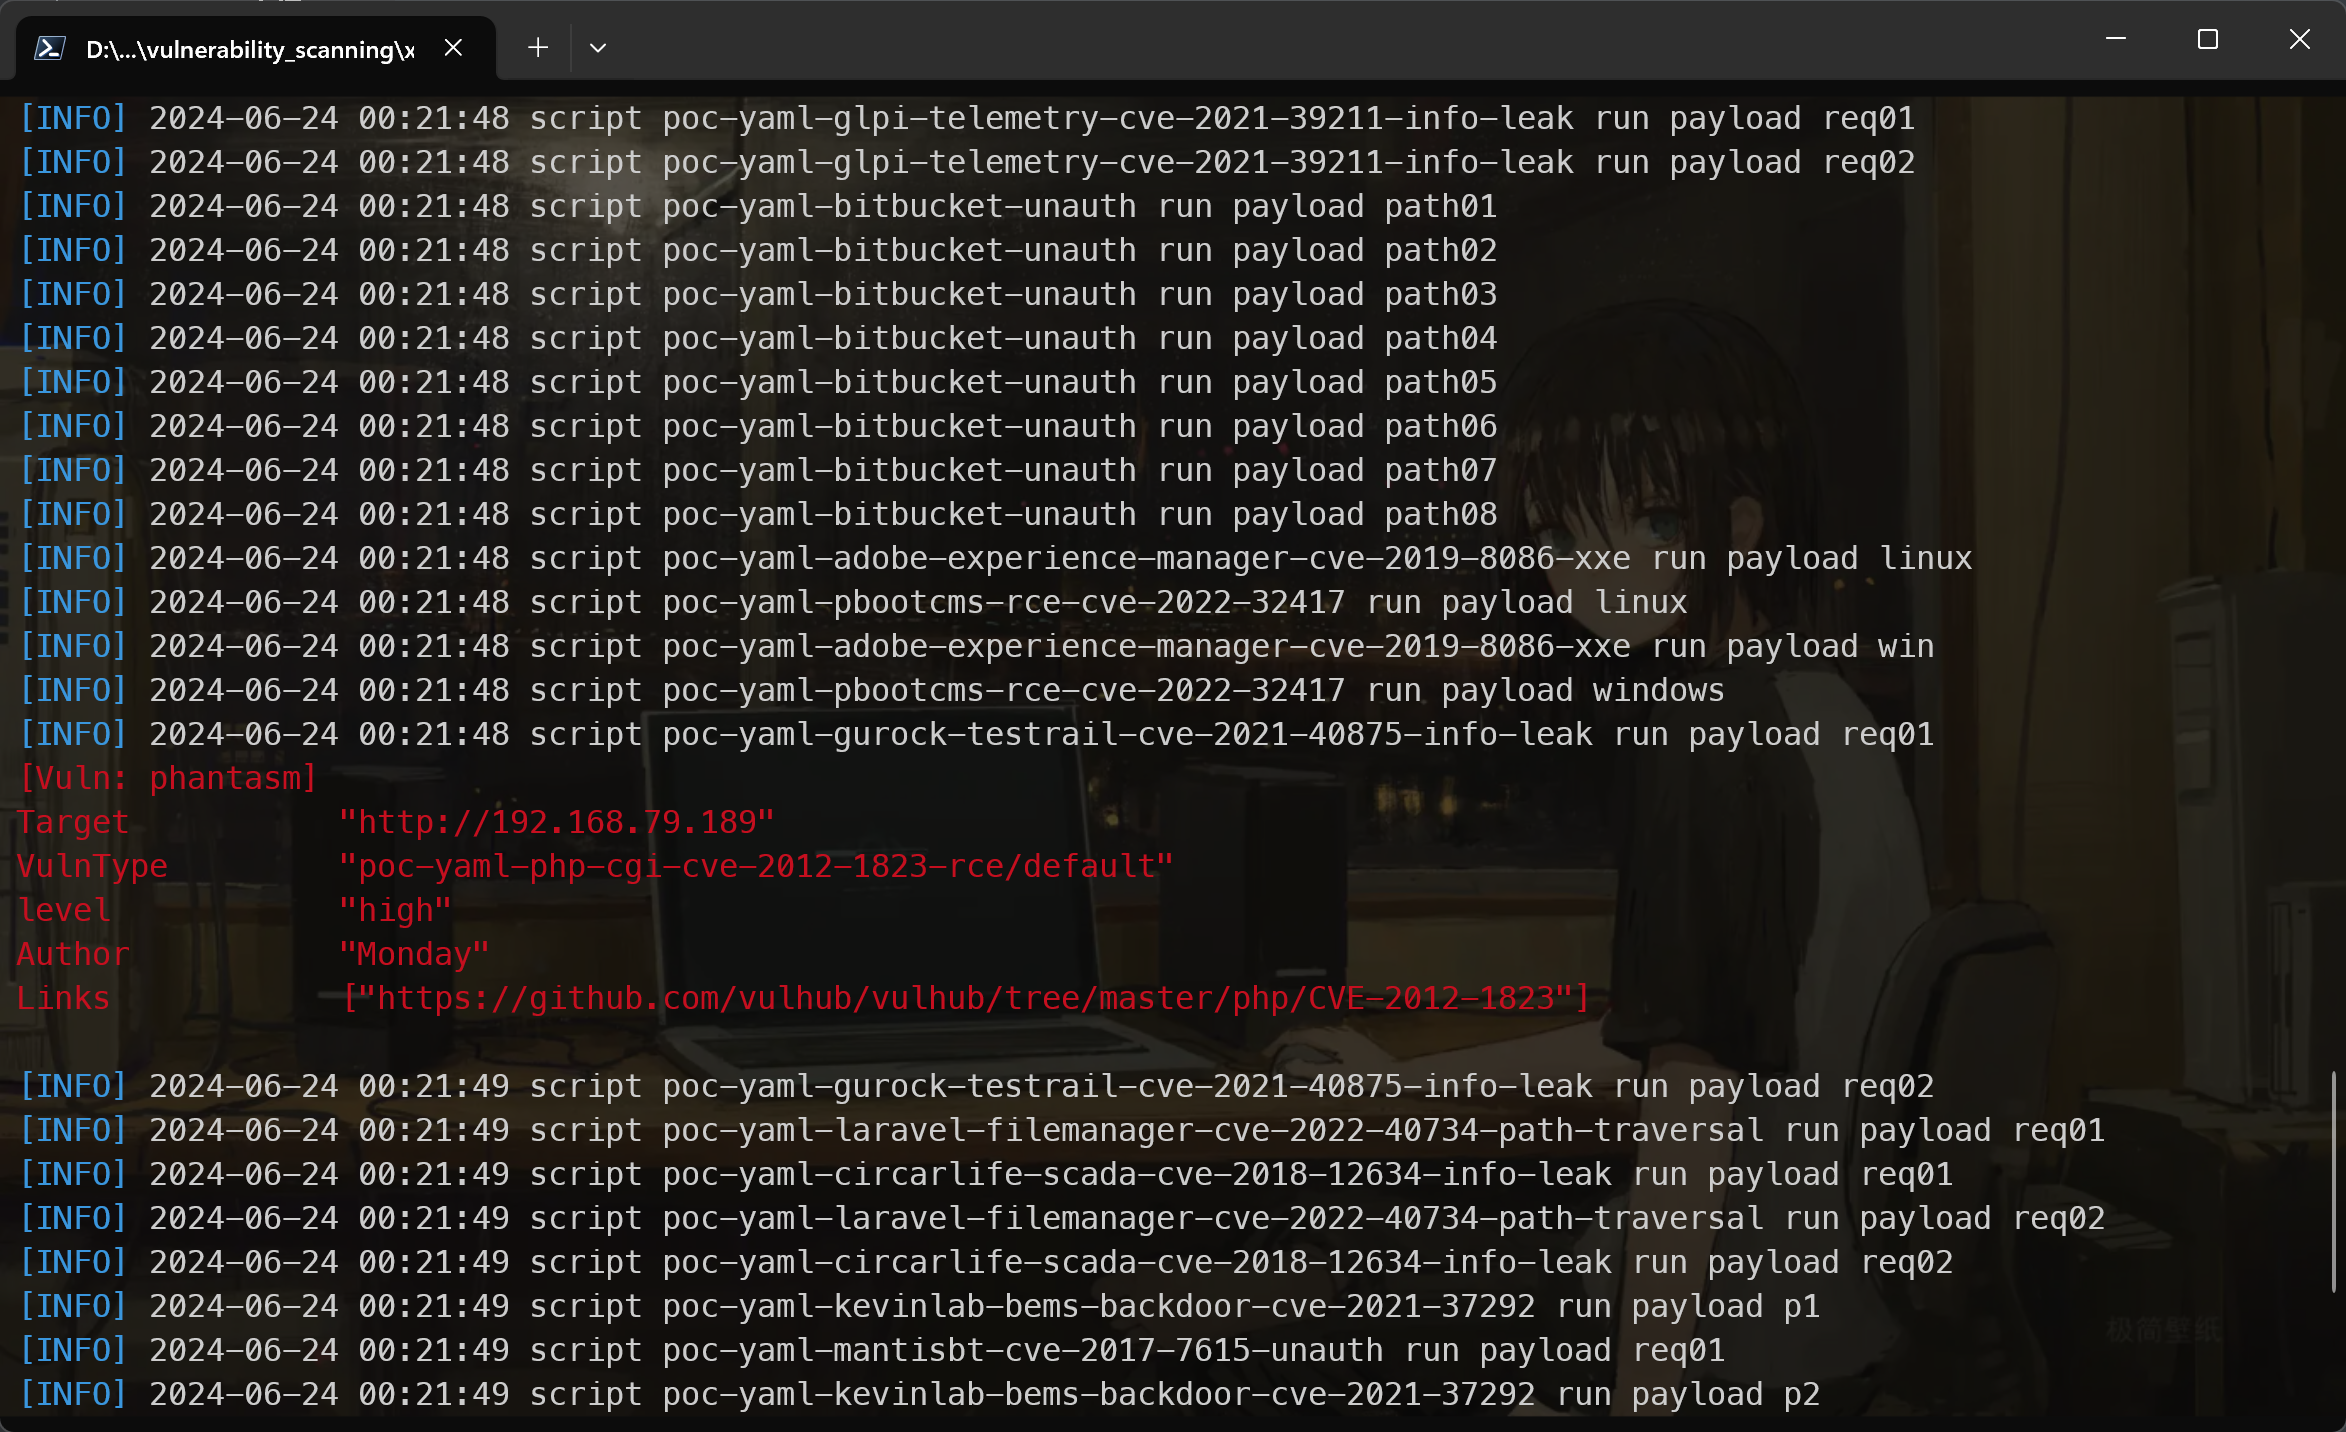 D:\...\vulnerability_scanning\x
[INFO] 2024-06-24 00:21:48 script poc-yaml-glpi-telemetry-cve-2021-39211-info-leak run payload req01
[INFO] 2024-06-24 00:21:48 script poc-yaml-glpi-telemetry-cve-2021-39211-info-leak run payload req02
[INFO] 2024-06-24 00:21:48 script poc-yaml-bitbucket-unauth run payload path01
[INFO] 2024-06-24 00:21:48 script poc-yaml-bitbucket-unauth run payload path02
[INFO] 2024-06-24 00:21:48 script poc-yaml-bitbucket-unauth run payload path03
[INFO] 2024-06-24 00:21:48 script poc-yaml-bitbucket-unauth run payload path04
[INFO] 2024-06-24 00:21:48 script poc-yaml-bitbucket-unauth run payload path05
[INFO] 2024-06-24 00:21:48 script poc-yaml-bitbucket-unauth run payload path06
[INFO] 2024-06-24 00:21:48 script poc-yaml-bitbucket-unauth run payload path07
[INFO] 2024-06-24 00:21:48 script poc-yaml-bitbucket-unauth run payload path08
[INFO] 2024-06-24 00:21:48 script poc-yaml-adobe-experience-manager-cve-2019-8086-xxe run payload linux
[INFO] 2024-06-24 00:21:48 script poc-yaml-pbootcms-rce-cve-2022-32417 run payload linux
[INFO] 2024-06-24 00:21:48 script poc-yaml-adobe-experience-manager-cve-2019-8086-xxe run payload win
[INFO] 2024-06-24 00:21:48 script poc-yaml-pbootcms-rce-cve-2022-32417 run payload windows
[INFO] 2024-06-24 00:21:48 script poc-yaml-gurock-testrail-cve-2021-40875-info-leak run payload req01
[Vuln: phantasm]
Target "http://192.168.79.189"
VulnType "poc-yaml-php-cgi-cve-2012-1823-rce/default"
level "high"
Author "Monday"
Links ["https://github.com/vulhub/vulhub/tree/master/php/CVE-2012-1823"]
[INFO] 2024-06-24 00:21:49 script poc-yaml-gurock-testrail-cve-2021-40875-info-leak run payload req02
[INFO] 2024-06-24 00:21:49 script poc-yaml-laravel-filemanager-cve-2022-40734-path-traversal run payload req01
[INFO] 2024-06-24 00:21:49 script poc-yaml-circarlife-scada-cve-2018-12634-info-leak run payload req01
[INFO] 2024-06-24 00:21:49 script poc-yaml-laravel-filemanager-cve-2022-40734-path-traversal run payload req02
[INFO] 2024-06-24 00:21:49 script poc-yaml-circarlife-scada-cve-2018-12634-info-leak run payload req02
[INFO] 2024-06-24 00:21:49 script poc-yaml-kevinlab-bems-backdoor-cve-2021-37292 run payload p1
极简壁纸
[INFO] 2024-06-24 00:21:49 script poc-yaml-mantisbt-cve-2017-7615-unauth run payload req01
[INFO] 2024-06-24 00:21:49 script poc-yaml-kevinlab-bems-backdoor-cve-2021-37292 run payload p2